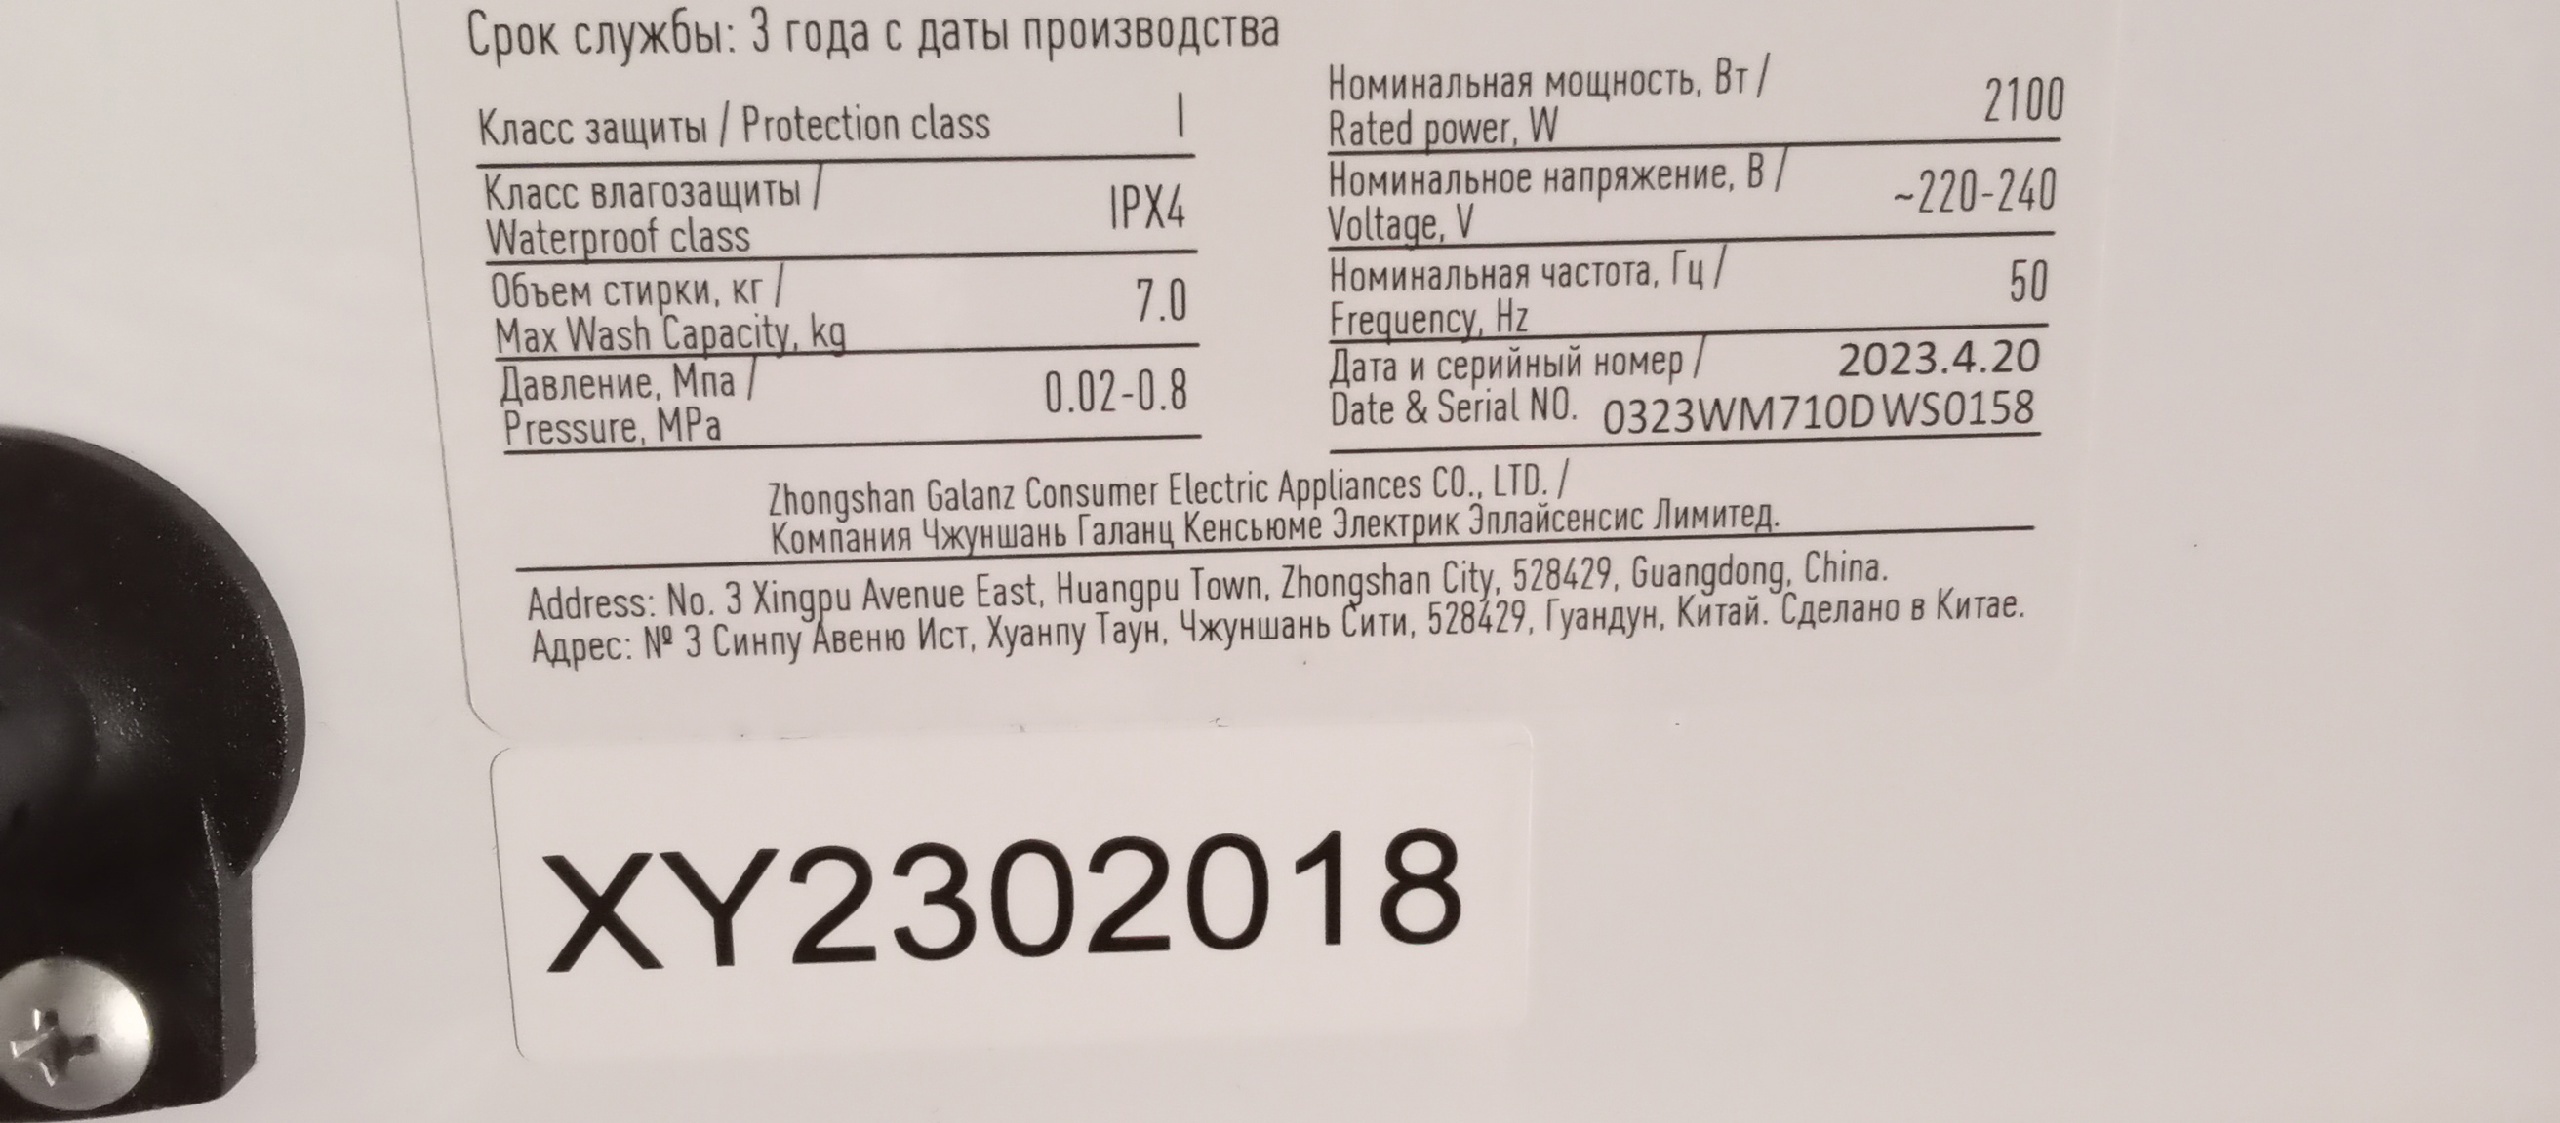 Срок службы: 3 года с даты производства
Класс защиты / Protection class I
Класс влагозащиты /
Waterproof class IPX4
Объем стирки, кг /
Max Wash Capacity, kg 7.0
Давление, Мпа /
Pressure, MPa 0.02-0.8
Номинальная мощность, Вт /
Rated power, W 2100
Номинальное напряжение, В /
Voltage, V ~220-240
Номинальная частота, Гц /
Frequency, Hz 50
Дата и серийный номер / 2023.4.20
Date & Serial NO. 0323WM710DWS0158
Zhongshan Galanz Consumer Electric Appliances CO., LTD. /
Компания Чжуншань Галанц Кенсьюме Электрик Эплайсенсис Лимитед.
Address: No. 3 Xingpu Avenue East, Huangpu Town, Zhongshan City, 528429, Guangdong, China.
Адрес: № 3 Синпу Авеню Ист, Хуанпу Таун, Чжуншань Сити, 528429, Гуандун, Китай. Сделано в Китае.
XY2302018